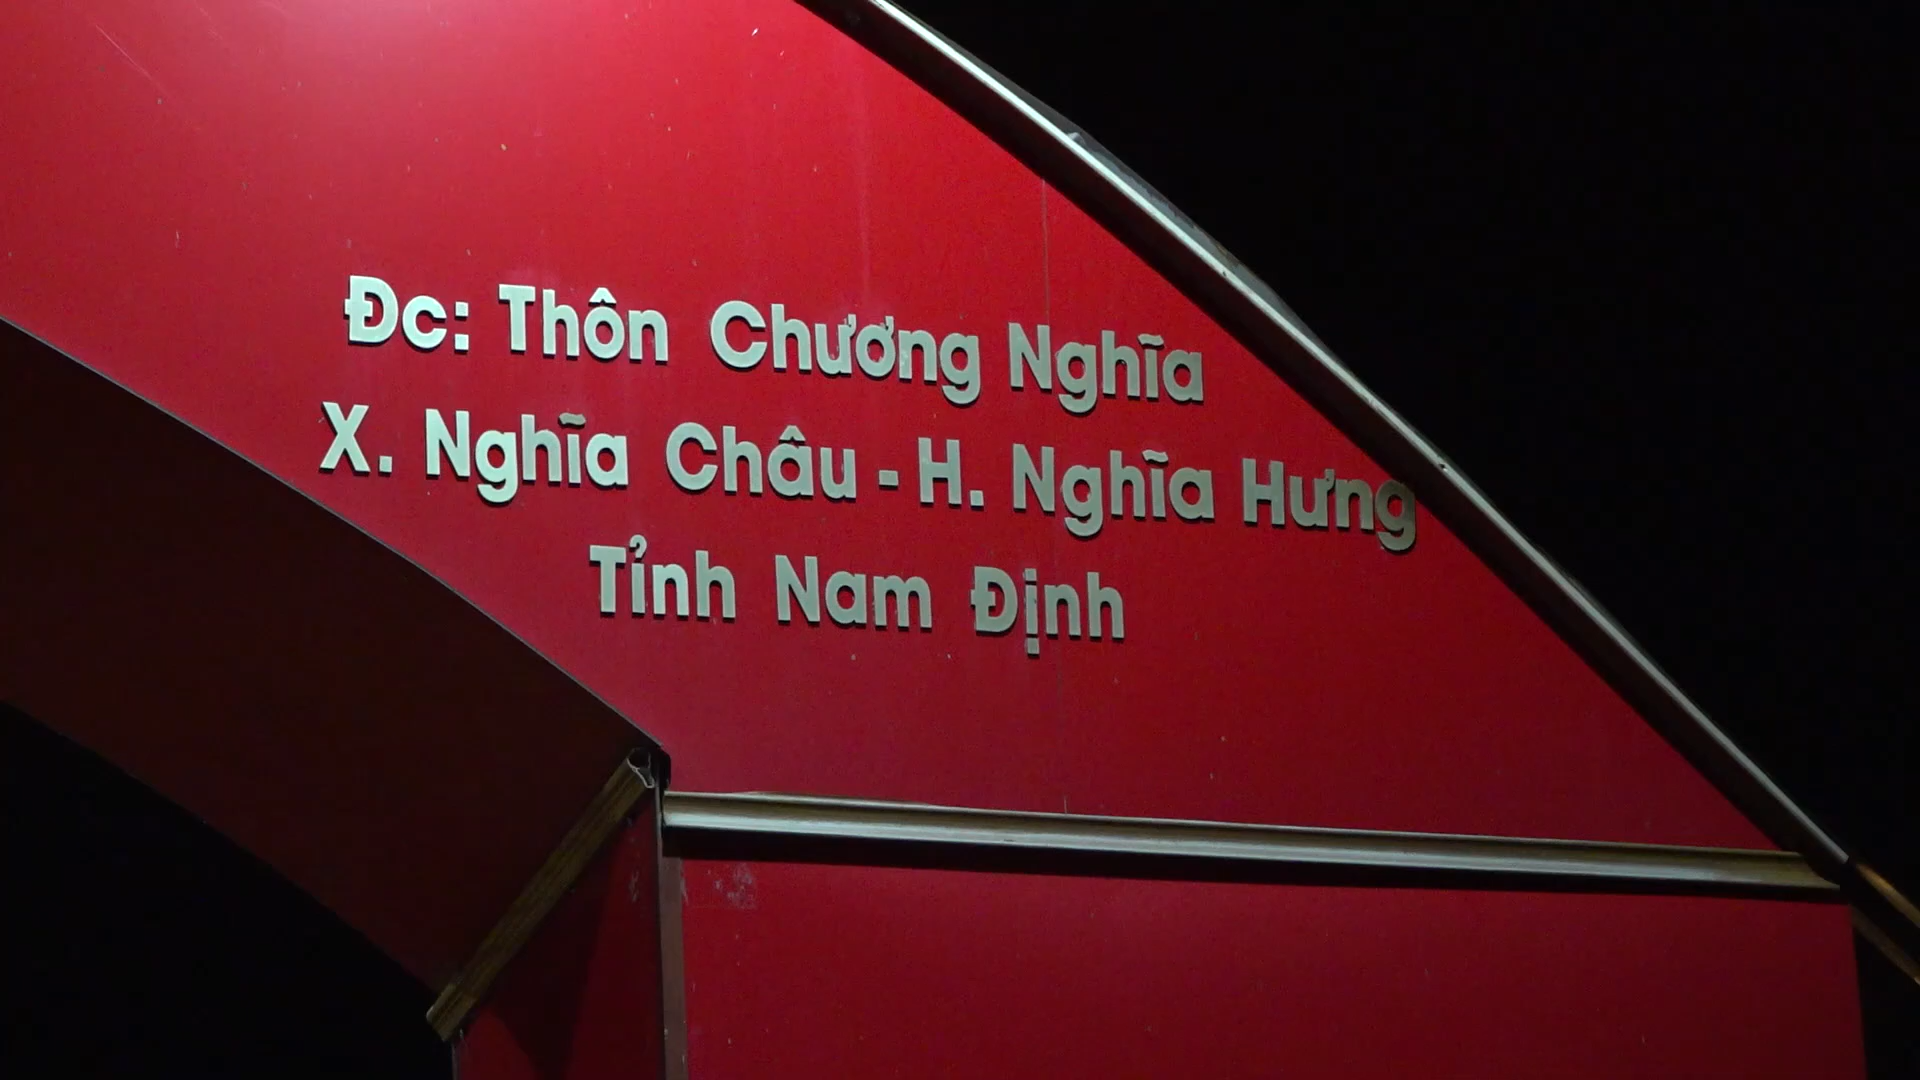 Đc: Thôn Chương Nghĩa
X. Nghĩa Châu - H. Nghĩa Hưng
Tỉnh Nam Định